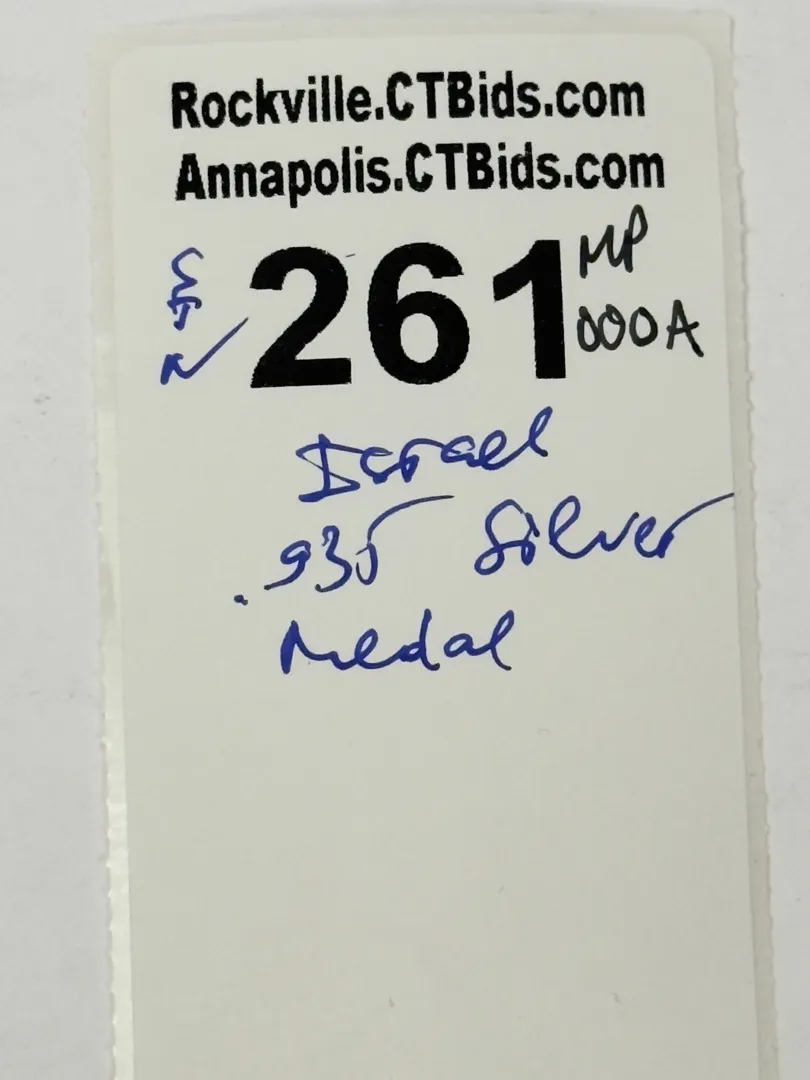 Rockville.CTBids.com
Annapolis.CTBids.com
261
MP
000A
Israel
.935 Silver
Medal